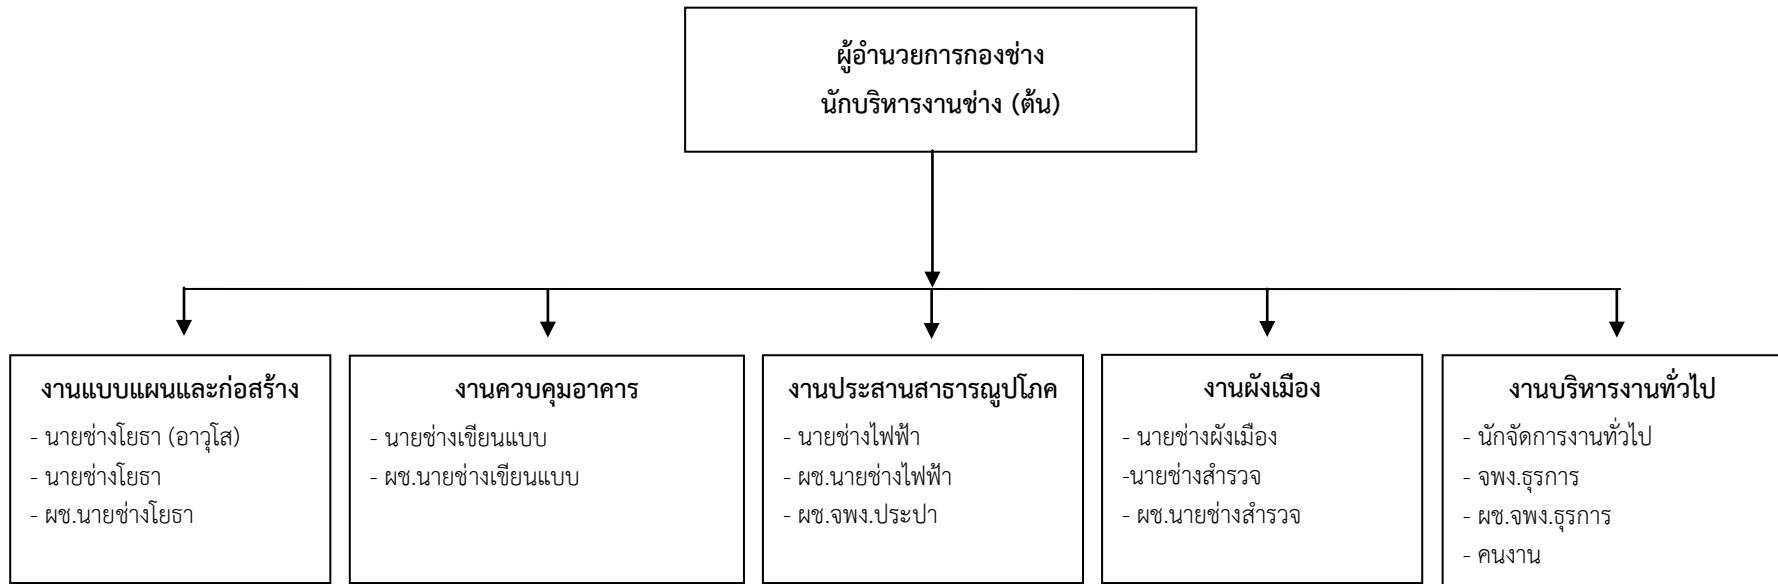 ผู้อำนวยการกองช่าง
นักบริหารงานช่าง (ต้น)
งานแบบแผนและก่อสร้าง
- นายช่างโยธา (อาวุโส)
- นายช่างโยธา
- ผช.นายช่างโยธา
งานควบคุมอาคาร
- นายช่างเขียนแบบ
- ผช.นายช่างเขียนแบบ
งานประสานสาธารณูปโภค
- นายช่างไฟฟ้า
- ผช.นายช่างไฟฟ้า
- ผช.จพง.ประปา
งานผังเมือง
- นายช่างผังเมือง
-นายช่างสำรวจ
- ผช.นายช่างสำรวจ
งานบริหารงานทั่วไป
- นักจัดการงานทั่วไป
- จพง.ธุรการ
- ผช.จพง.ธุรการ
- คนงาน